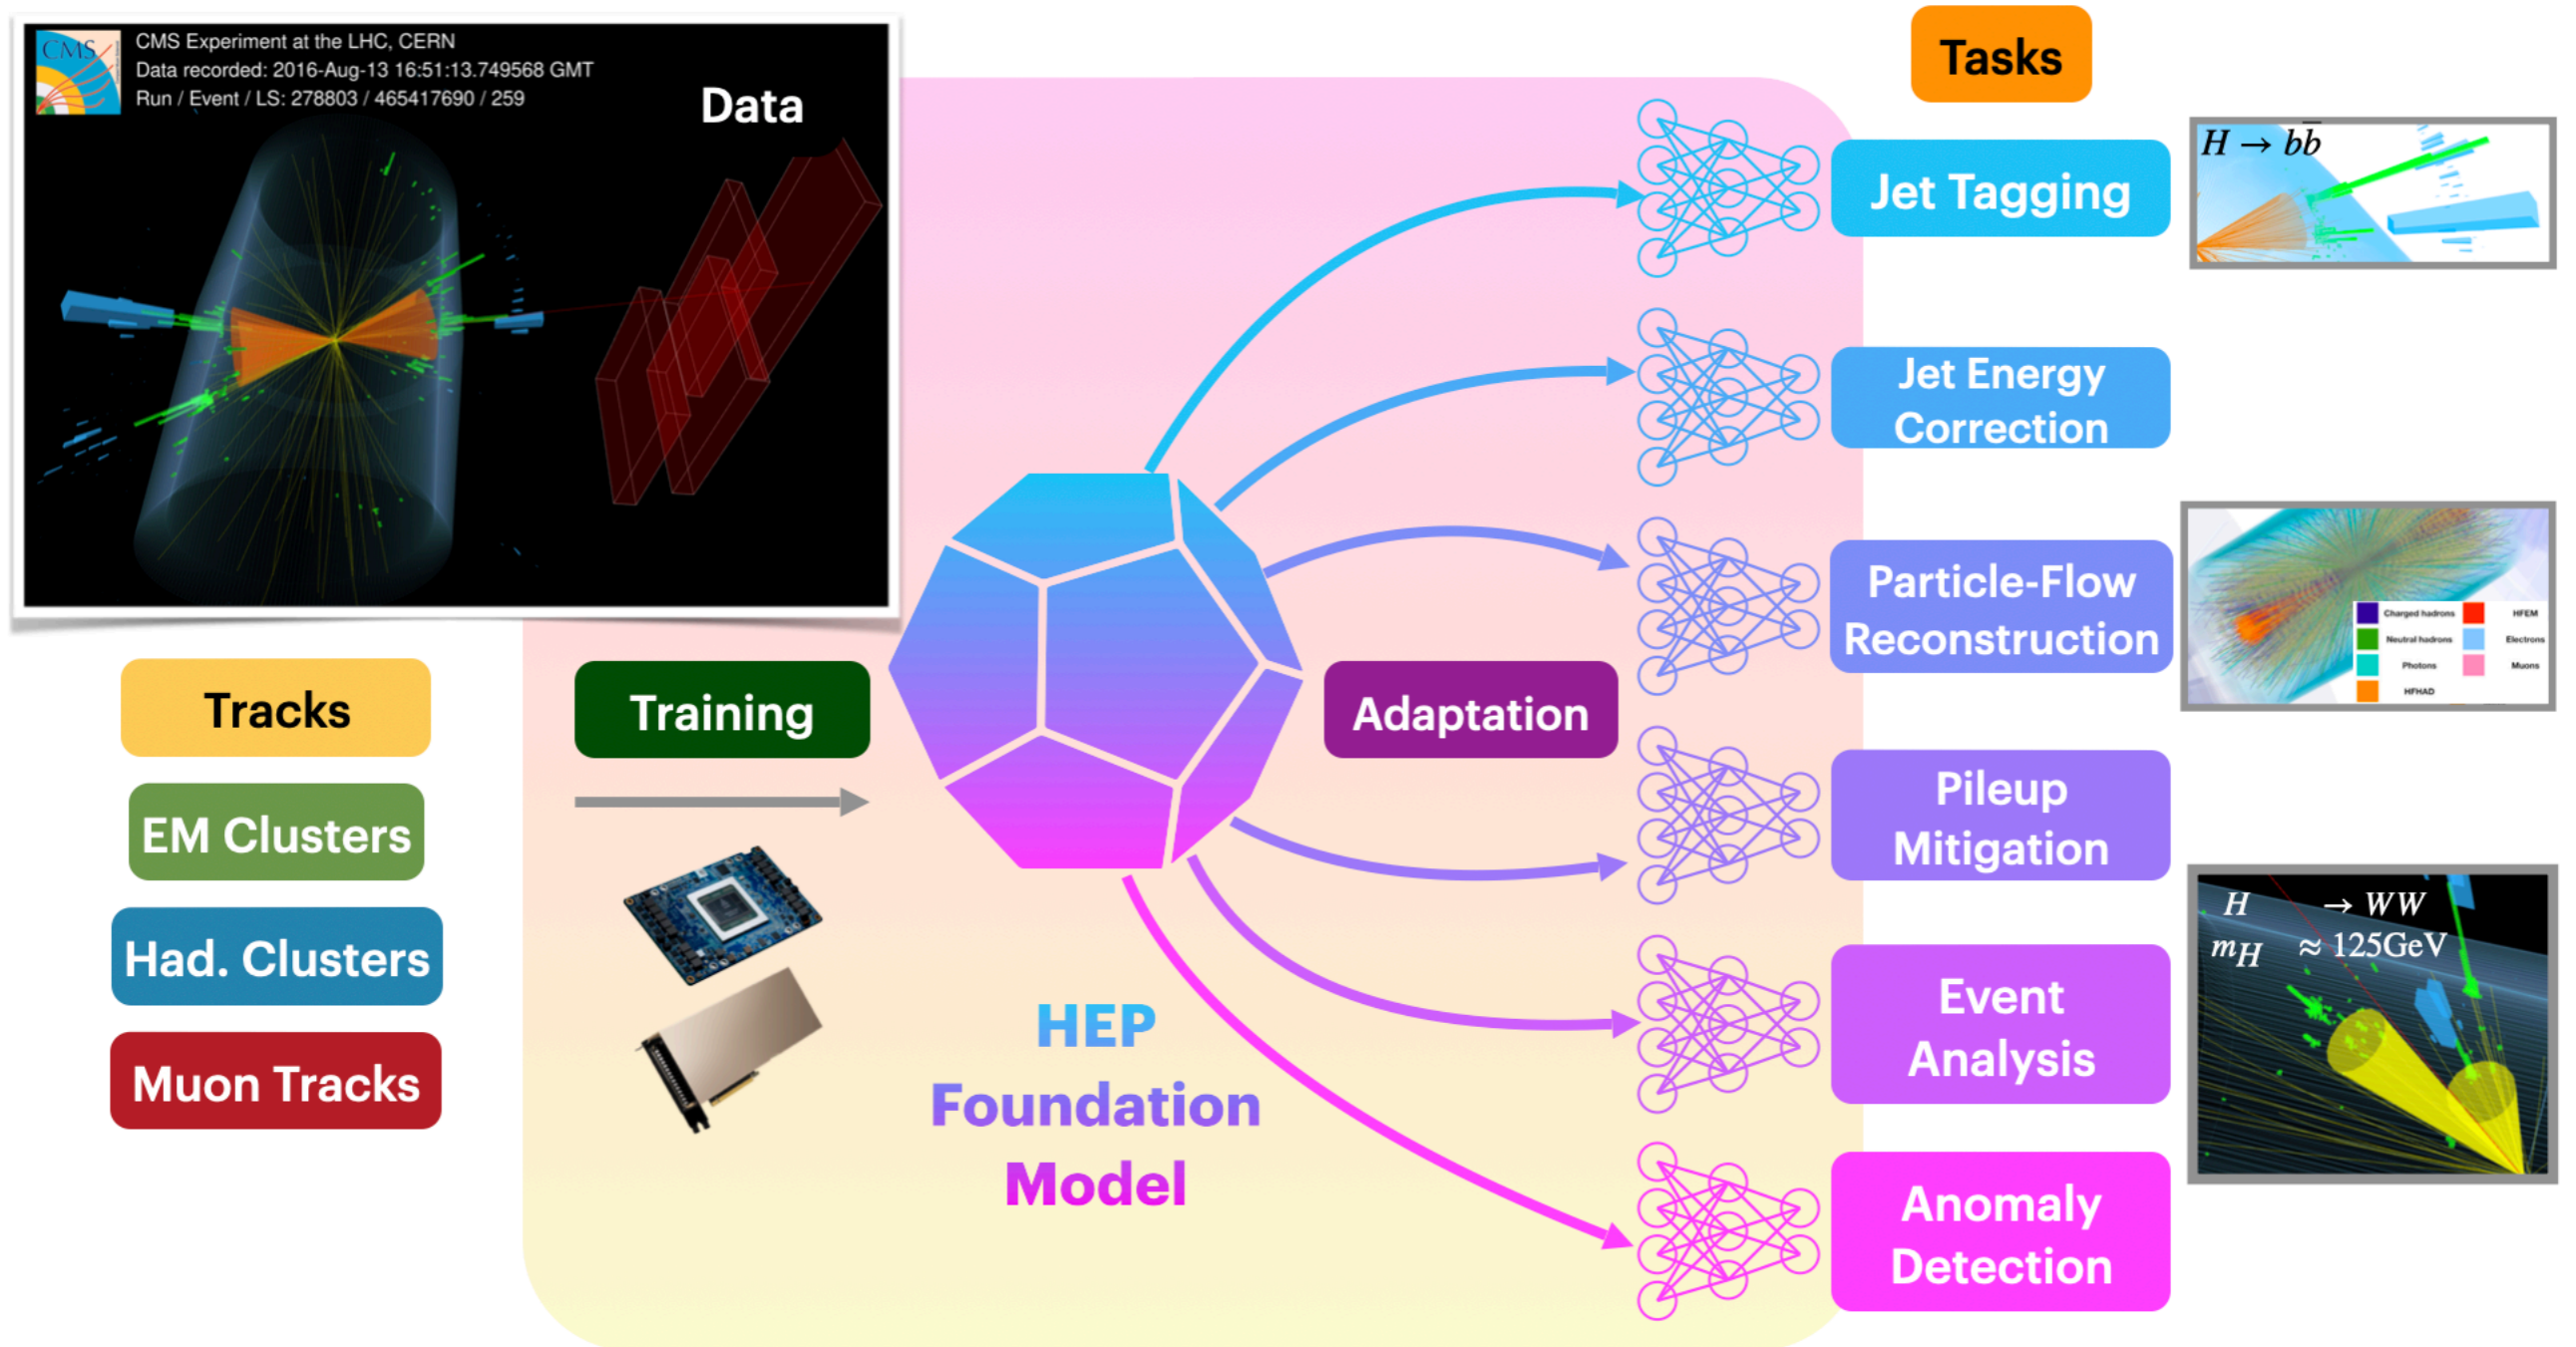 CMS
CMS Experiment at the LHC, CERN
Data recorded: 2016-Aug-13 16:51:13.749568 GMT
Run / Event / LS: 278803 / 465417690 / 259
Data
Tracks
EM Clusters
Had. Clusters
Muon Tracks
Training
HEP
Foundation
Model
Adaptation
Tasks
Jet Tagging
H → bb̄
Jet Energy
Correction
Particle-Flow
Reconstruction
Charged hadrons
HFEM
Neutral hadrons
Electrons
Photons
Muons
HFHAD
Pileup
Mitigation
Event
Analysis
H → WW
m_H ≈ 125GeV
Anomaly
Detection